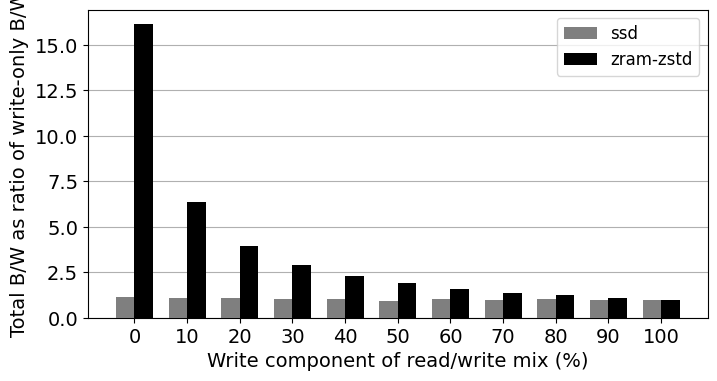 Total B/W as ratio of write-only B/W
15.0
12.5
10.0
7.5
5.0
2.5
0.0
ssd
zram-zstd
0 10 20 30 40 50 60 70 80 90 100
Write component of read/write mix (%)